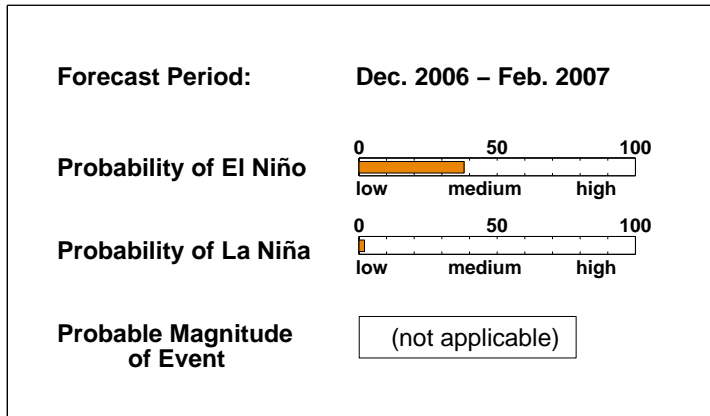 Forecast Period: Dec. 2006 – Feb. 2007
0 50 100
Probability of El Niño
low medium high
0 50 100
Probability of La Niña
low medium high
Probable Magnitude
of Event
(not applicable)